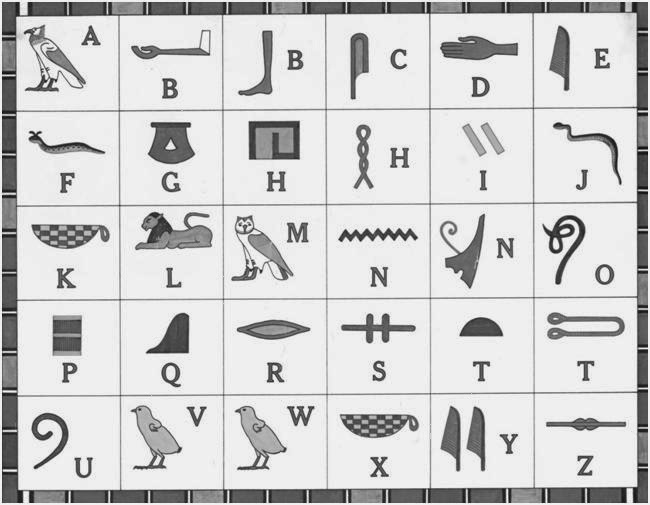 A B B C D E
F G H H I J
K L M N N O
P Q R S T T
U V W X Y Z